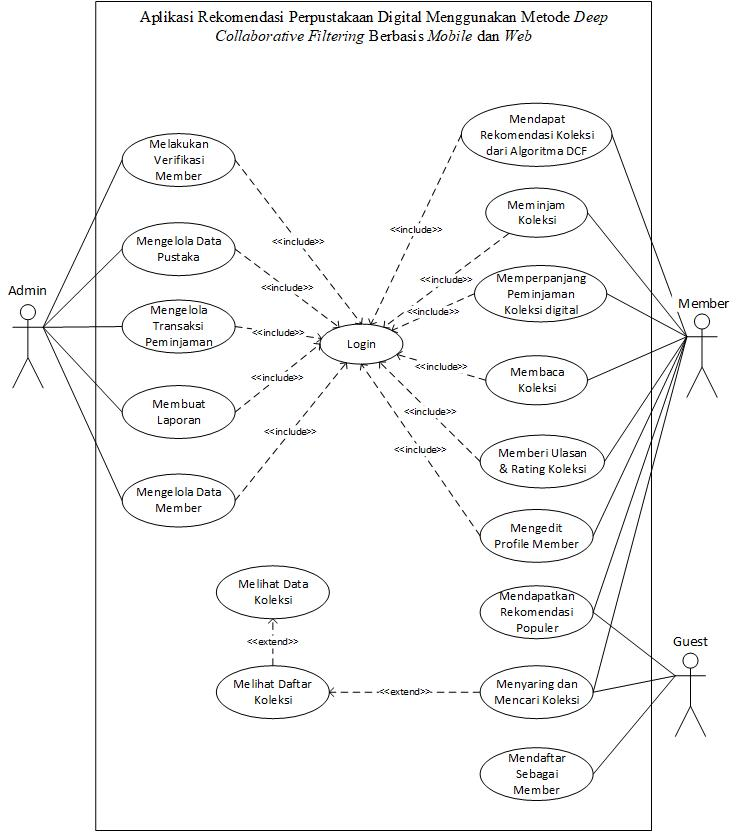 Aplikasi Rekomendasi Perpustakaan Digital Menggunakan Metode Deep
Collaborative Filtering Berbasis Mobile dan Web
Melakukan
Verifikasi
Member
Mengelola Data
Pustaka
Mengelola
Transaksi
Peminjaman
Membuat
Laporan
Mengelola Data
Member
Admin
<<include>>
<<include>>
<<include>>
<<include>>
<<include>>
Login
<<include>>
<<include>>
<<include>>
<<include>>
<<include>>
<<include>>
Mendapat
Rekomendasi Koleksi
dari Algoritma DCF
Meminjam
Koleksi
Memperpanjang
Peminjaman
Koleksi digital
Membaca
Koleksi
Memberi Ulasan
& Rating Koleksi
Mengedit
Profile Member
Member
Melihat Data
Koleksi
<<extend>>
Melihat Daftar
Koleksi
<<extend>>
Mendapatkan
Rekomendasi
Populer
Menyaring dan
Mencari Koleksi
Mendaftar
Sebagai
Member
Guest